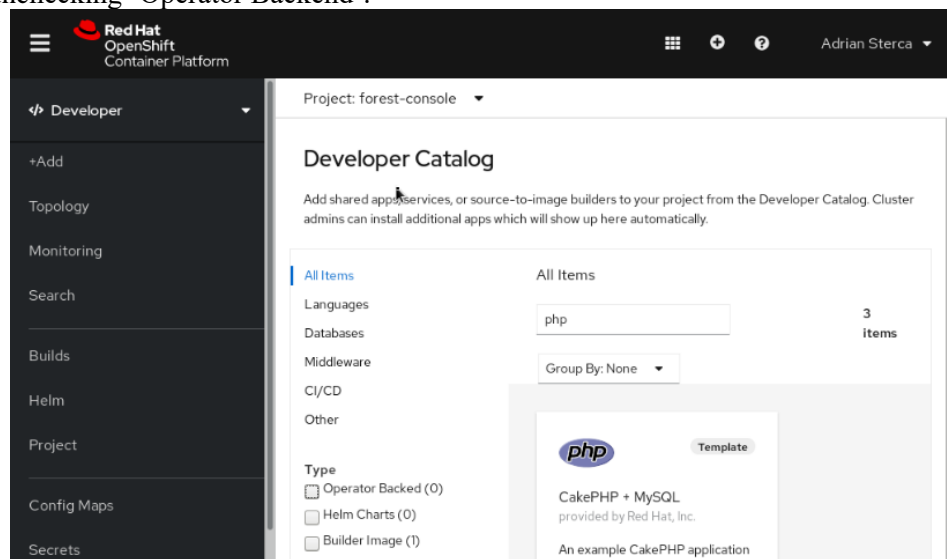 Operator Backend".
Red Hat
OpenShift
Container Platform
Adrian Sterca
Developer
Project: forest-console
+Add
Topology
Monitoring
Search
Builds
Helm
Project
Config Maps
Secrets
Developer Catalog
Add shared apps, services, or source-to-image builders to your project from the Developer Catalog. Cluster
admins can install additional apps which will show up here automatically.
All Items
Languages
Databases
Middleware
CI/CD
Other
Type
Operator Backed (0)
Helm Charts (0)
Builder Image (1)
All Items
php
3
items
Group By: None
php
Template
CakePHP + MySQL
provided by Red Hat, Inc.
An example CakePHP application